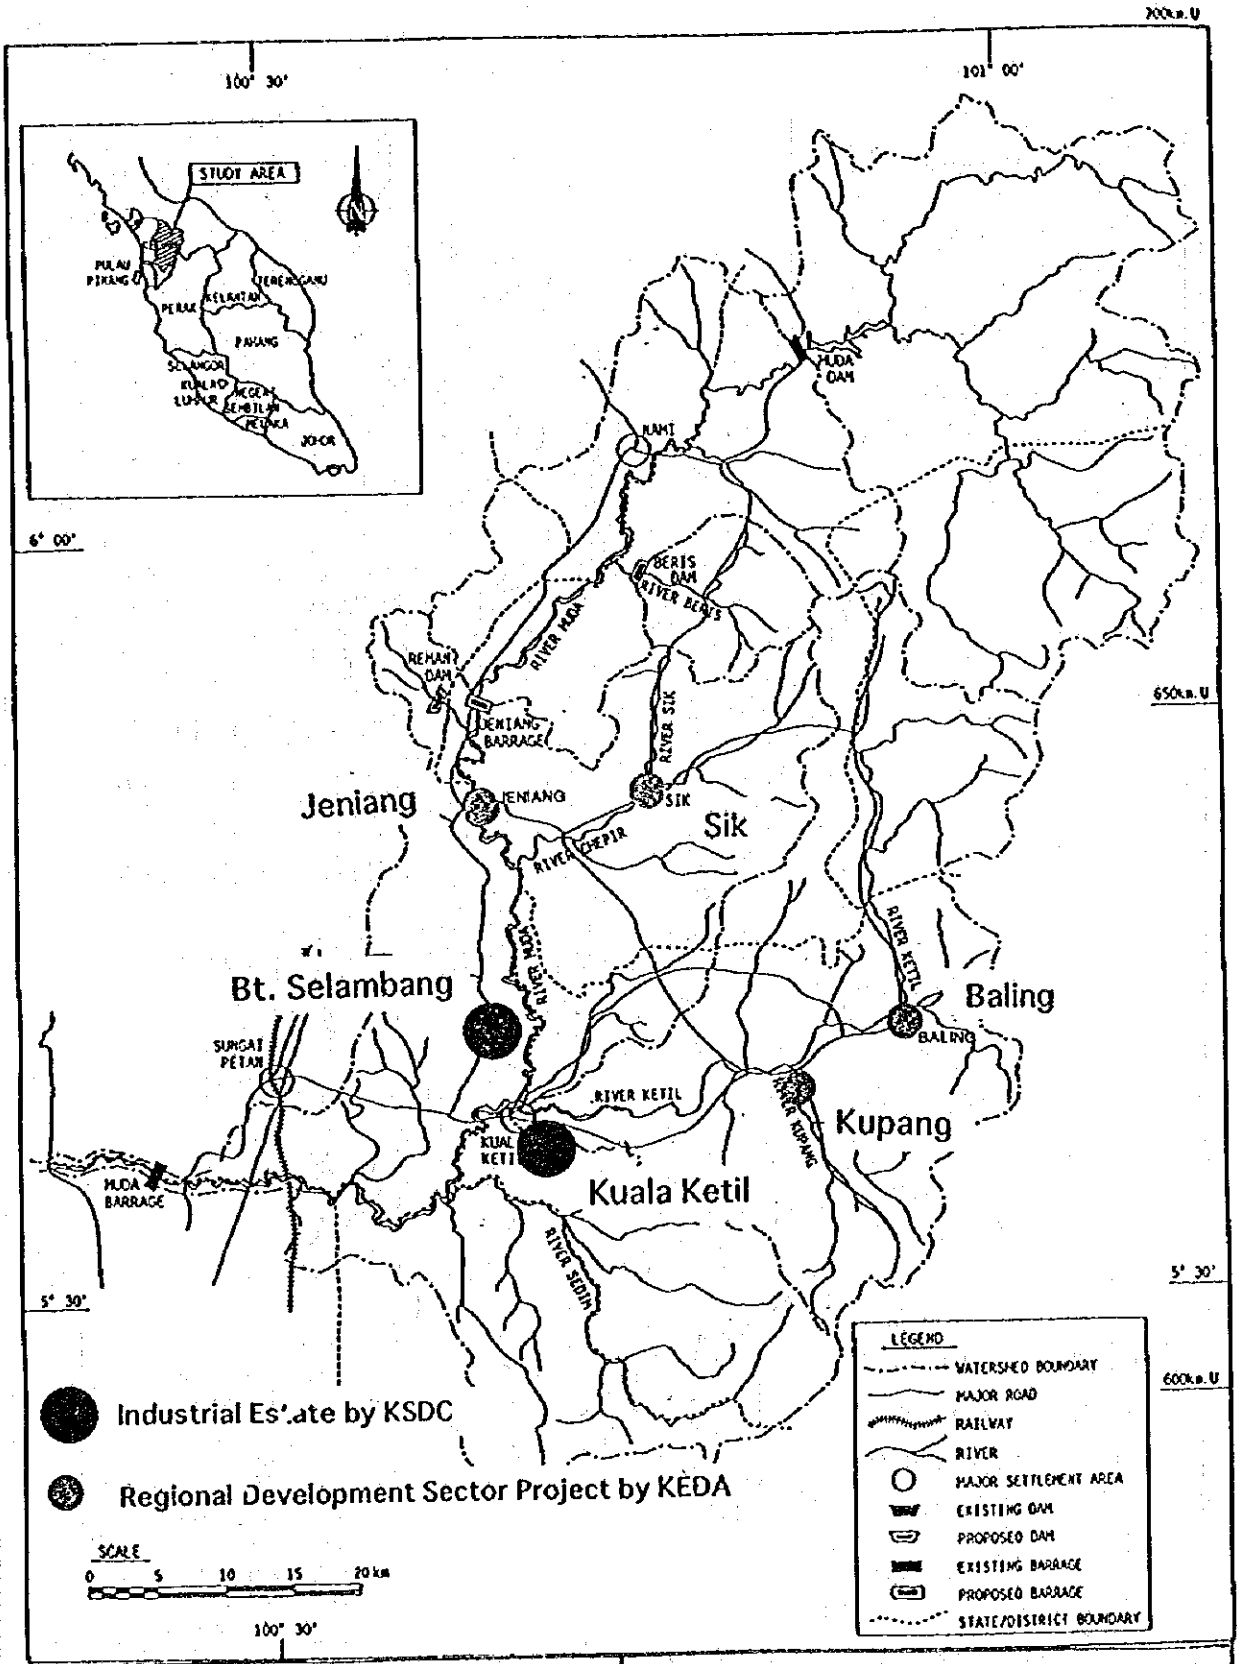 700km.U
100° 30'
101° 00'
STUDY AREA
N
PULAU
PINANG
PERAK
KELANTAN
TERENGGANU
PAHANG
SELANGOR
KUALA
LUMPUR
NEGERI
SEMBILAN
MELAKA
JOHOR
MUDA
DAM
NAMI
6° 00'
BERIS
DAM
RIVER BERIS
RIVER MUDA
REMAN
DAM
650km.U
JENIANG
BARRAGE
RIVER SIK
Jeniang
JENIANG
SIK
Sik
RIVER CHEPIR
RIVER MUDA
RIVER KETIL
Bt. Selambang
Baling
BALING
SUNGAI
PETANI
RIVER KETIL
Kupang
RIVER KUPANG
KUAL
KETI
MUDA
BARRAGE
Kuala Ketil
RIVER SEDIM
5° 30'
5° 30'
LEGEND
WATERSHED BOUNDARY
600km.U
MAJOR ROAD
RAILWAY
RIVER
MAJOR SETTLEMENT AREA
EXISTING DAM
PROPOSED DAM
EXISTING BARRAGE
PROPOSED BARRAGE
STATE/DISTRICT BOUNDARY
Industrial Estate by KSDC
Regional Development Sector Project by KEDA
SCALE
0 5 10 15 20 km
100° 30'